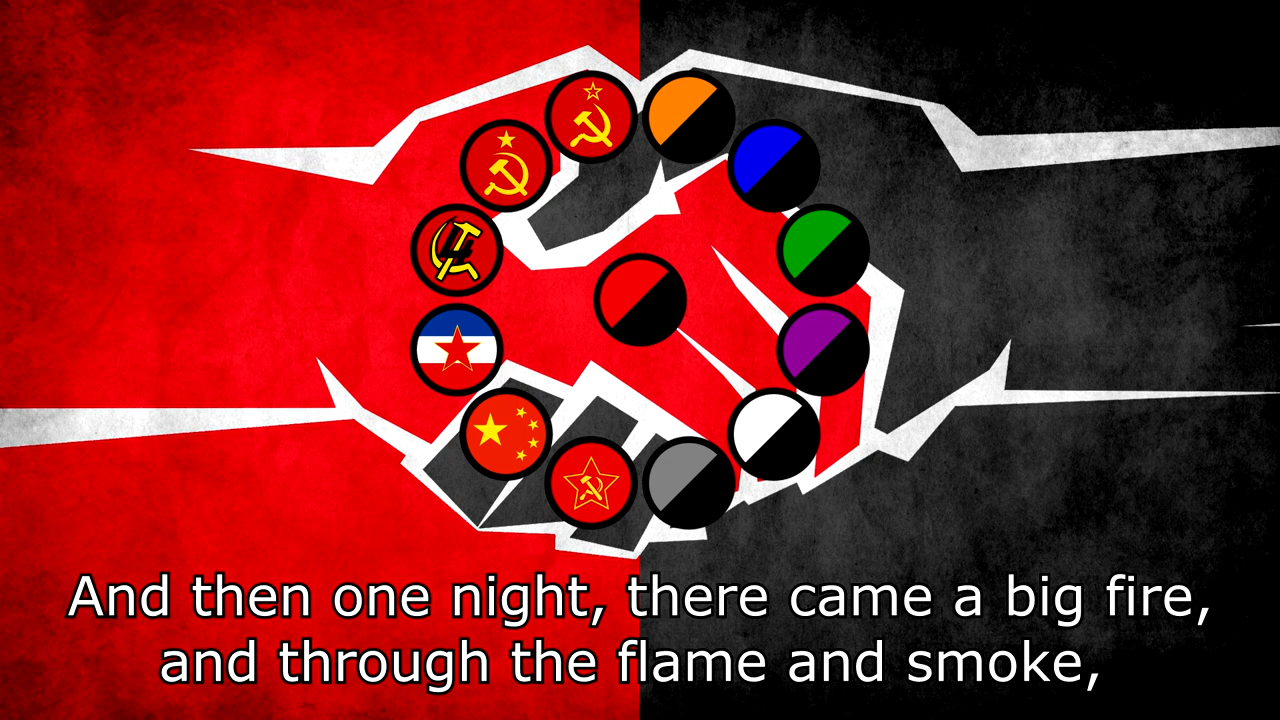 And then one night, there came a big fire,
and through the flame and smoke,